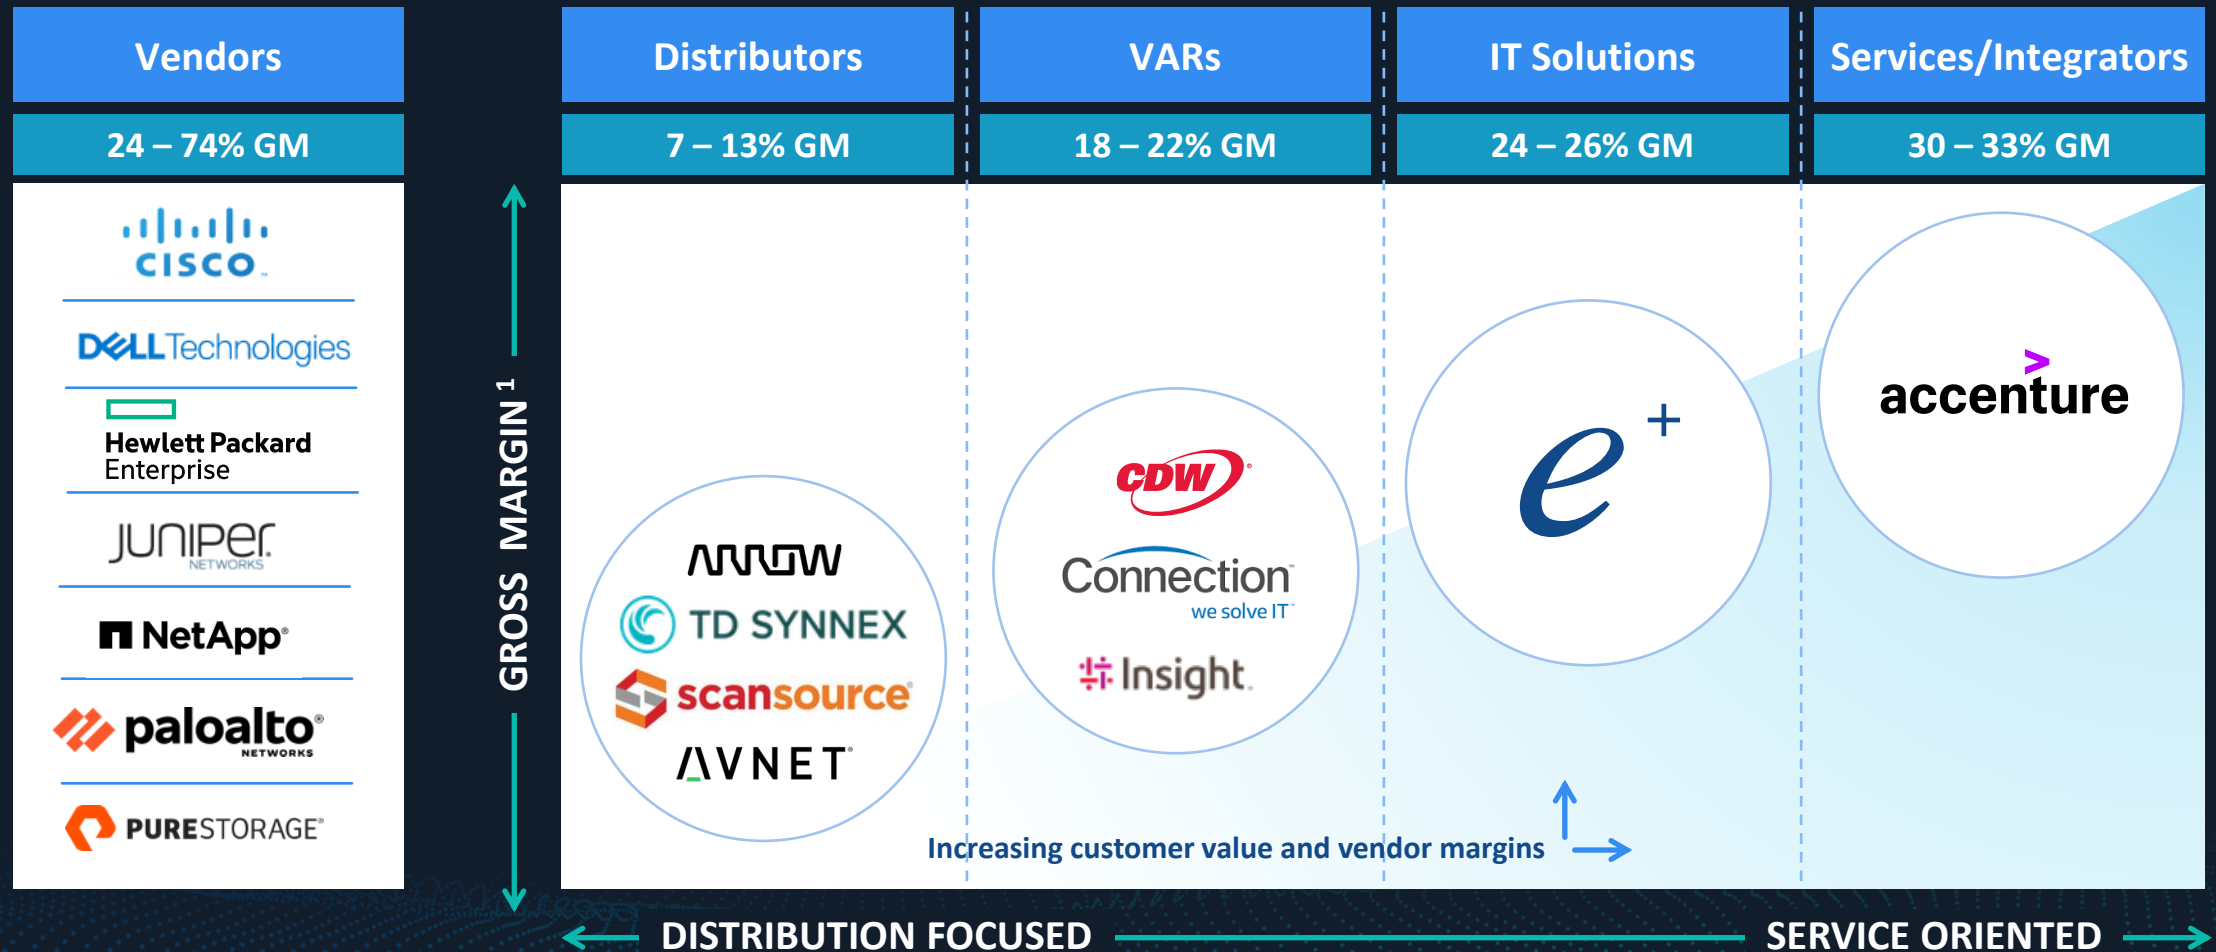 Vendors
24 – 74% GM
CISCO
DELL Technologies
Hewlett Packard
Enterprise
JUNIPEr
NETWORKS
NetApp
paloalto
NETWORKS
PURESTORAGE
GROSS MARGIN 1
Distributors
7 – 13% GM
ARROW
TD SYNNEX
scansource
AVNET
VARs
18 – 22% GM
CDW
Connection
we solve IT
Insight
IT Solutions
24 – 26% GM
e+
Services/Integrators
30 – 33% GM
accenture
Increasing customer value and vendor margins
DISTRIBUTION FOCUSED
SERVICE ORIENTED